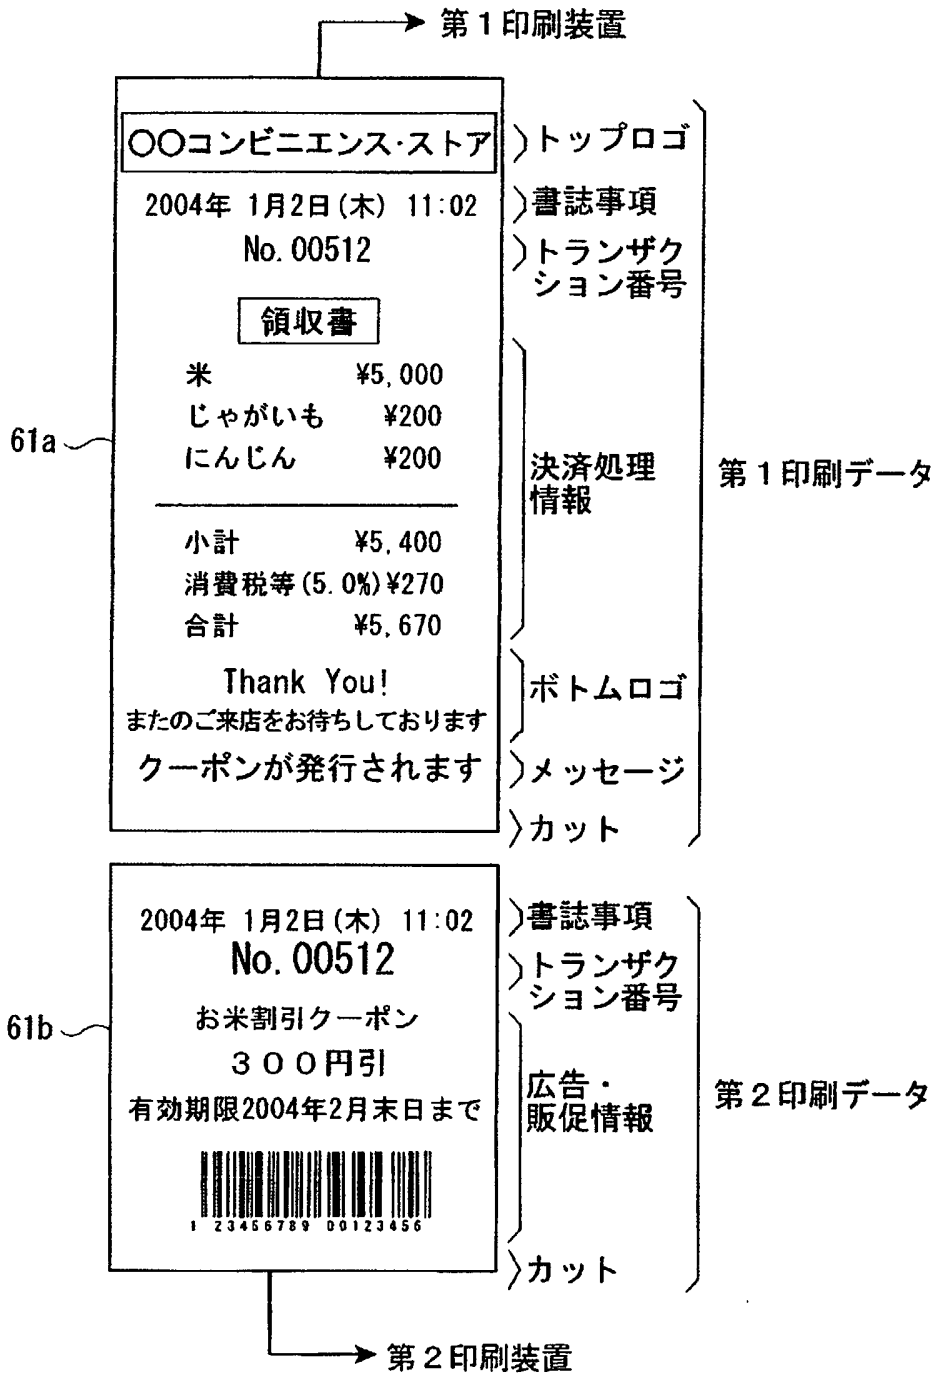 第1印刷装置
○○コンビニエンス・ストア
トップロゴ
2004年 1月2日(木) 11:02
書誌事項
No.00512
トランザク
ション番号
領収書
米 ¥5,000
じゃがいも ¥200
にんじん ¥200
61a
決済処理
情報
第1印刷データ
小計 ¥5,400
消費税等(5.0%)¥270
合計 ¥5,670
Thank You!
またのご来店をお待ちしております
ボトムロゴ
クーポンが発行されます
メッセージ
カット
2004年 1月2日(木) 11:02
書誌事項
No.00512
トランザク
ション番号
61b
お米割引クーポン
300円引
有効期限2004年2月末日まで
広告・
販促情報
第2印刷データ
1 23456789 00123456
カット
第2印刷装置